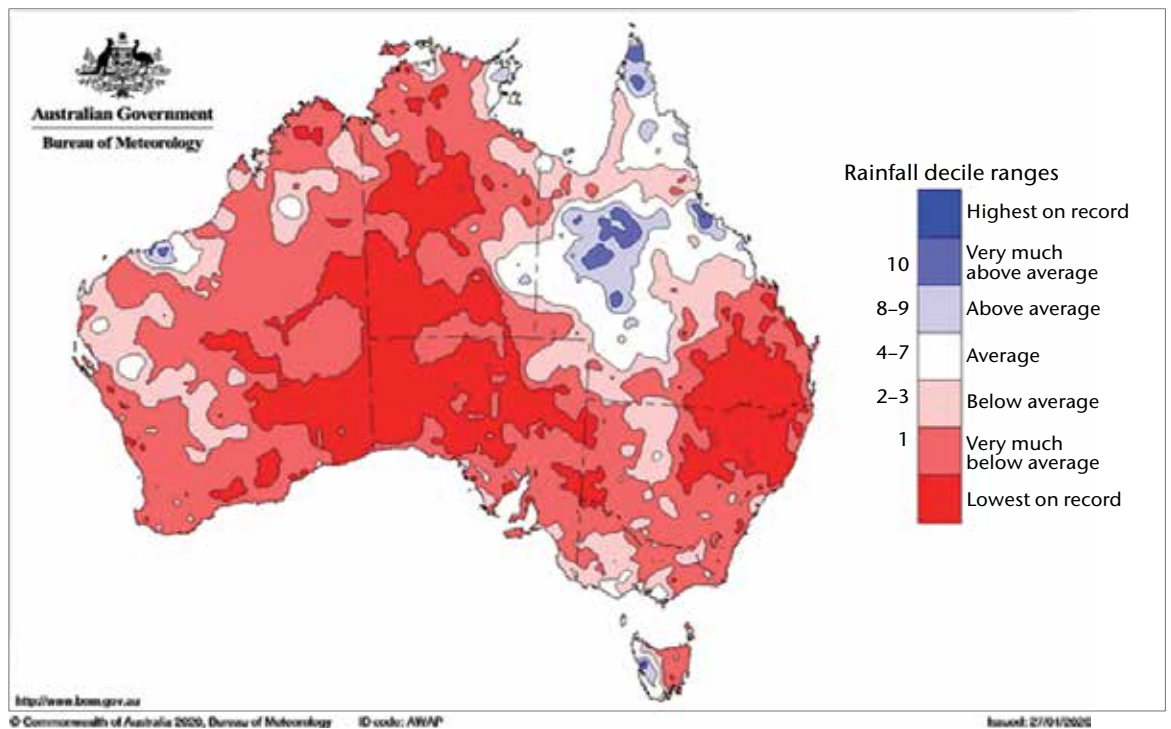 Australian Government
Bureau of Meteorology
Rainfall decile ranges
Highest on record
10
Very much
above average
8–9
Above average
4–7
Average
2–3
Below average
1
Very much
below average
Lowest on record
http://www.bom.gov.au
© Commonwealth of Australia 2020, Bureau of Meteorology
ID code: AWAP
Issued: 27/01/2020